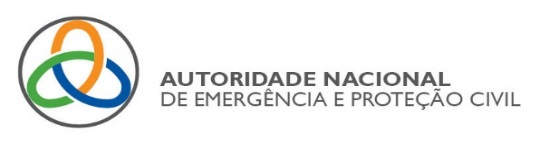 AUTORIDADE NACIONAL
DE EMERGÊNCIA E PROTEÇÃO CIVIL